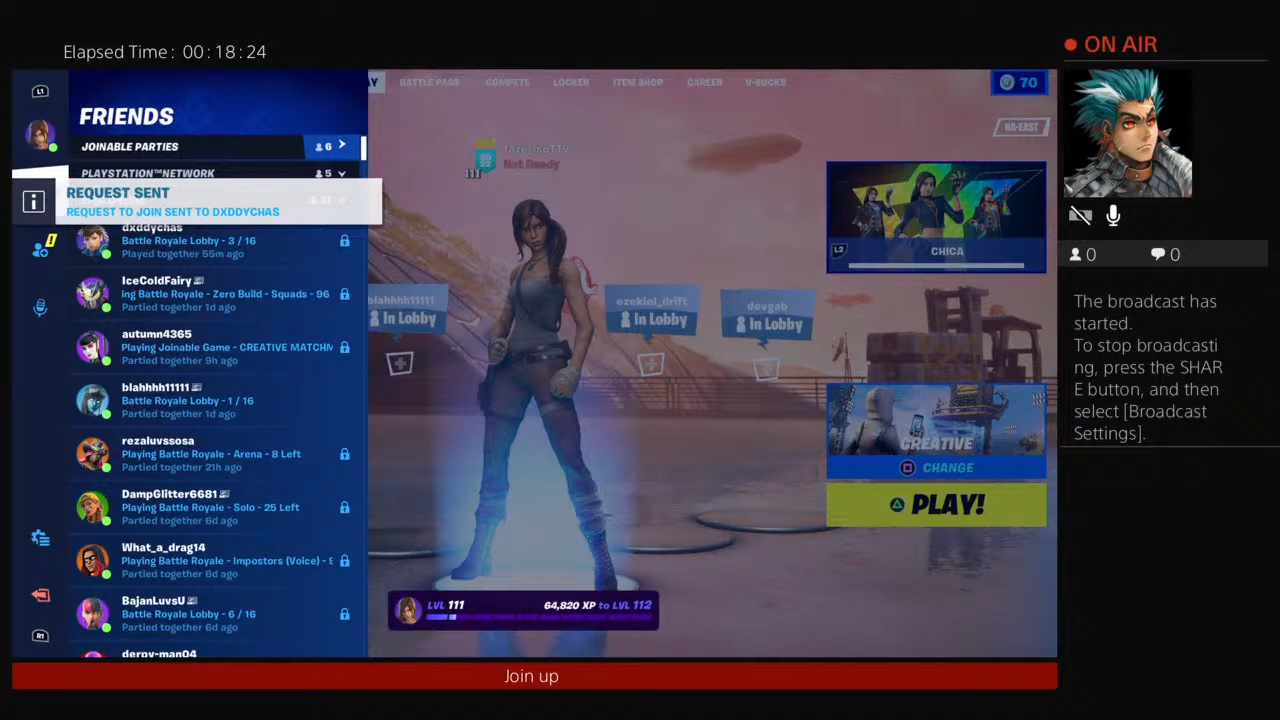 Elapsed Time: 00:18:24
ON AIR
L1
FRIENDS
JOINABLE PARTIES
6
PLAYSTATION™NETWORK
5
REQUEST SENT
REQUEST TO JOIN SENT TO DXDDYCHAS
dxddychas
Battle Royale Lobby - 3 / 16
Played together 55m ago
IceColdFairy
ing Battle Royale - Zero Build - Squads - 96
Partied together 1d ago
autumn4365
Playing Joinable Game - CREATIVE MATCHM
Partied together 9h ago
blahhhh11111
Battle Royale Lobby - 1 / 16
Partied together 1d ago
rezaluvssosa
Playing Battle Royale - Arena - 8 Left
Partied together 21h ago
DampGlitter6681
Playing Battle Royale - Solo - 25 Left
Partied together 6d ago
What_a_drag14
Playing Battle Royale - Impostors (Voice) - 9
Partied together 6d ago
BajanLuvsU
Battle Royale Lobby - 6 / 16
Partied together 6d ago
derpy-man04
R1
AY
BATTLE PASS
COMPETE
LOCKER
ITEM SHOP
CAREER
V-BUCKS
70
NA-EAST
faze_isoTTV
Not Ready
111
blahhhh11111
In Lobby
ezekiel_drift
In Lobby
devgab
In Lobby
L2
CHICA
CREATIVE
CHANGE
PLAY!
LVL 111
64,820 XP to LVL 112
Join up
0
0
The broadcast has
started.
To stop broadcasti
ng, press the SHAR
E button, and then
select [Broadcast
Settings].